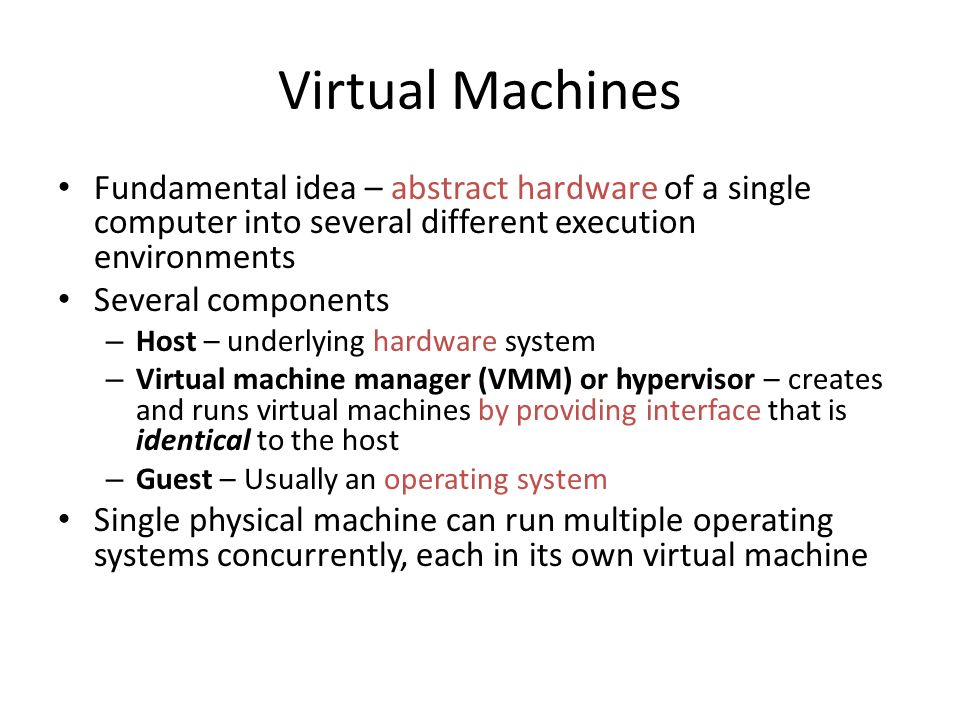 Virtual Machines
• Fundamental idea – abstract hardware of a single
computer into several different execution
environments
• Several components
– Host – underlying hardware system
– Virtual machine manager (VMM) or hypervisor – creates
and runs virtual machines by providing interface that is
identical to the host
– Guest – Usually an operating system
• Single physical machine can run multiple operating
systems concurrently, each in its own virtual machine